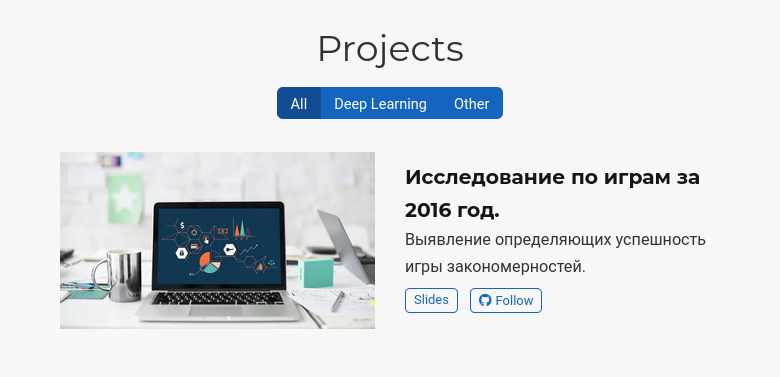 Projects
All Deep Learning Other
Исследование по играм за
2016 год.
Выявление определяющих успешность
игры закономерностей.
Slides Follow